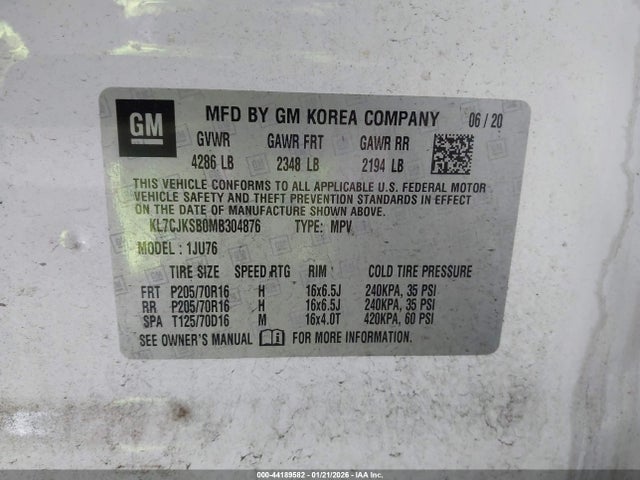 GM
MFD BY GM KOREA COMPANY 06 / 20
GVWR GAWR FRT GAWR RR
4286 LB 2348 LB 2194 LB
THIS VEHICLE CONFORMS TO ALL APPLICABLE U.S. FEDERAL MOTOR
VEHICLE SAFETY AND THEFT PREVENTION STANDARDS IN EFFECT ON
THE DATE OF MANUFACTURE SHOWN ABOVE.
KL7CJKSB0MB304876 TYPE: MPV
MODEL : 1JU76
TIRE SIZE SPEED RTG RIM : COLD TIRE PRESSURE
FRT P205/70R16 H 16x6.5J 240KPA, 35 PSI
RR P205/70R16 H 16x6.5J 240KPA, 35 PSI
SPA T125/70D16 M 16x4.0T 420KPA, 60 PSI
SEE OWNER'S MANUAL FOR MORE INFORMATION.
000-44189582 - 01/21/2026 - IAA Inc.